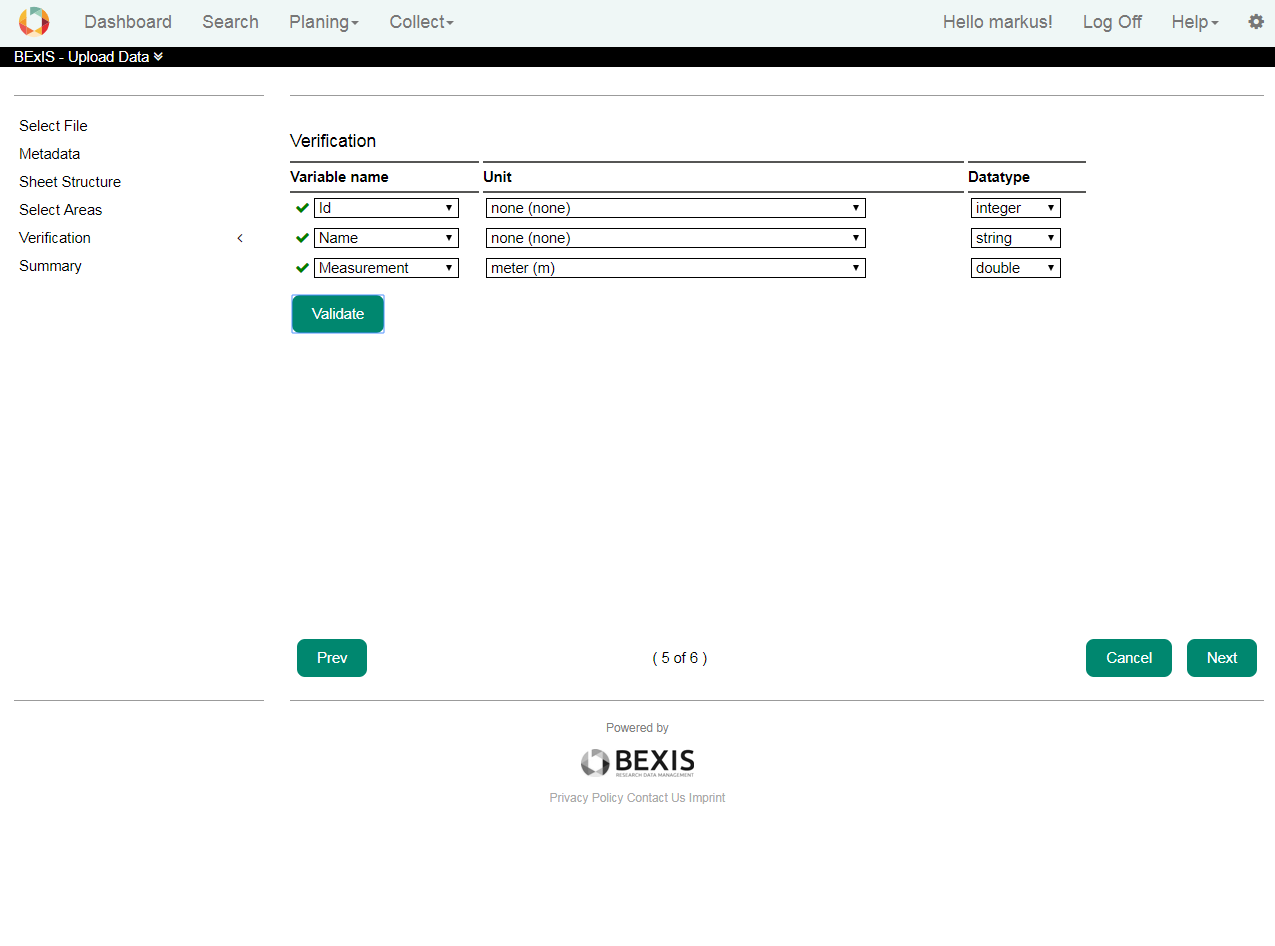 Dashboard Search Planing Collect Hello markus! Log Off Help
BExIS - Upload Data
Select File
Metadata
Sheet Structure
Select Areas
Verification
Summary
Verification
Variable name Unit Datatype
Id none (none) integer
Name none (none) string
Measurement meter (m) double
Validate
Prev ( 5 of 6 ) Cancel Next
Powered by
BEXIS
RESEARCH DATA MANAGEMENT
Privacy Policy Contact Us Imprint